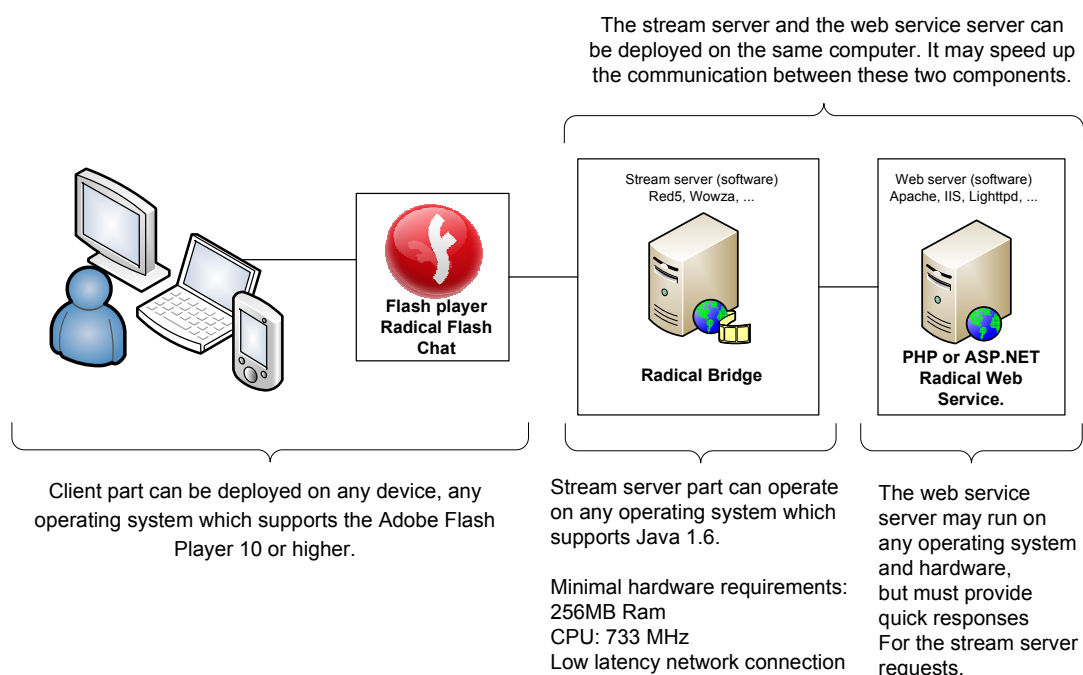 The stream server and the web service server can
be deployed on the same computer. It may speed up
the communication between these two components.
Stream server (software)
Red5, Wowza, ...
Web server (software)
Apache, IIS, Lighttpd, ...
Flash player
Radical Flash
Chat
Radical Bridge
PHP or ASP.NET
Radical Web
Service.
Client part can be deployed on any device, any
operating system which supports the Adobe Flash
Player 10 or higher.
Stream server part can operate
on any operating system which
supports Java 1.6.
Minimal hardware requirements:
256MB Ram
CPU: 733 MHz
Low latency network connection
The web service
server may run on
any operating system
and hardware,
but must provide
quick responses
For the stream server
requests.